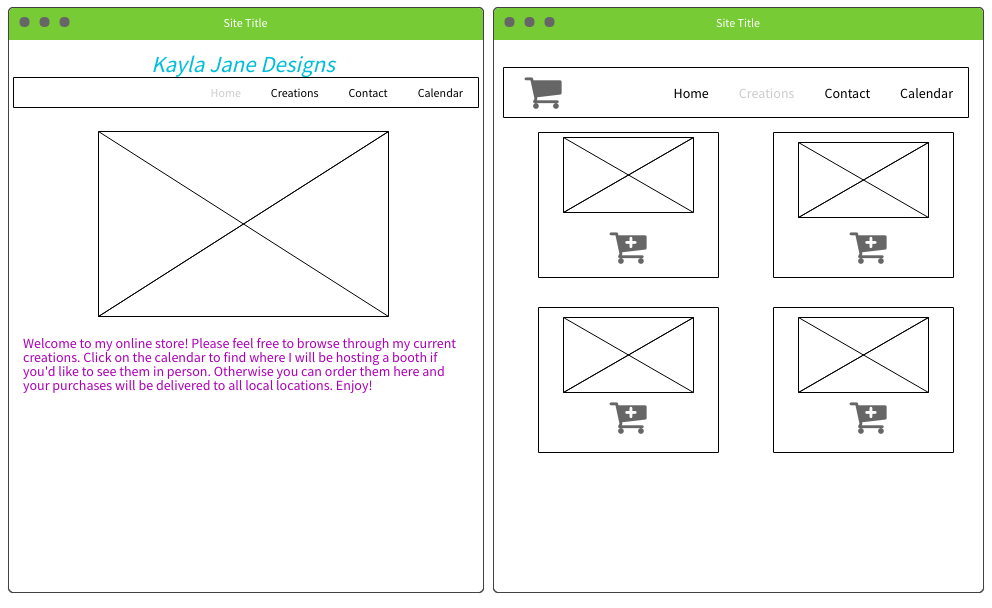 Site Title
Kayla Jane Designs
Home Creations Contact Calendar
Welcome to my online store! Please feel free to browse through my current
creations. Click on the calendar to find where I will be hosting a booth if
you'd like to see them in person. Otherwise you can order them here and
your purchases will be delivered to all local locations. Enjoy!
Site Title
Home Creations Contact Calendar